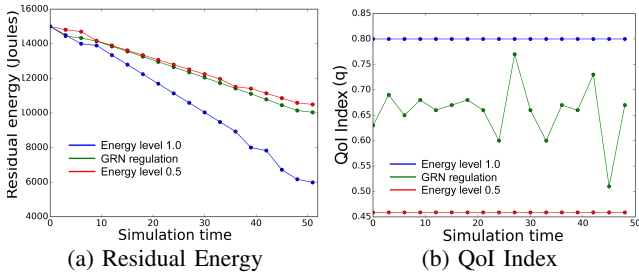 16000
14000
12000
10000
8000
6000
4000
0 10 20 30 40 50
Residual energy (Joules)
Energy level 1.0
GRN regulation
Energy level 0.5
Simulation time
(a) Residual Energy
0.85
0.80
0.75
0.70
0.65
0.60
0.55
0.50
0.45
0 10 20 30 40 50
QoI Index (q)
Energy level 1.0
GRN regulation
Energy level 0.5
Simulation time
(b) QoI Index